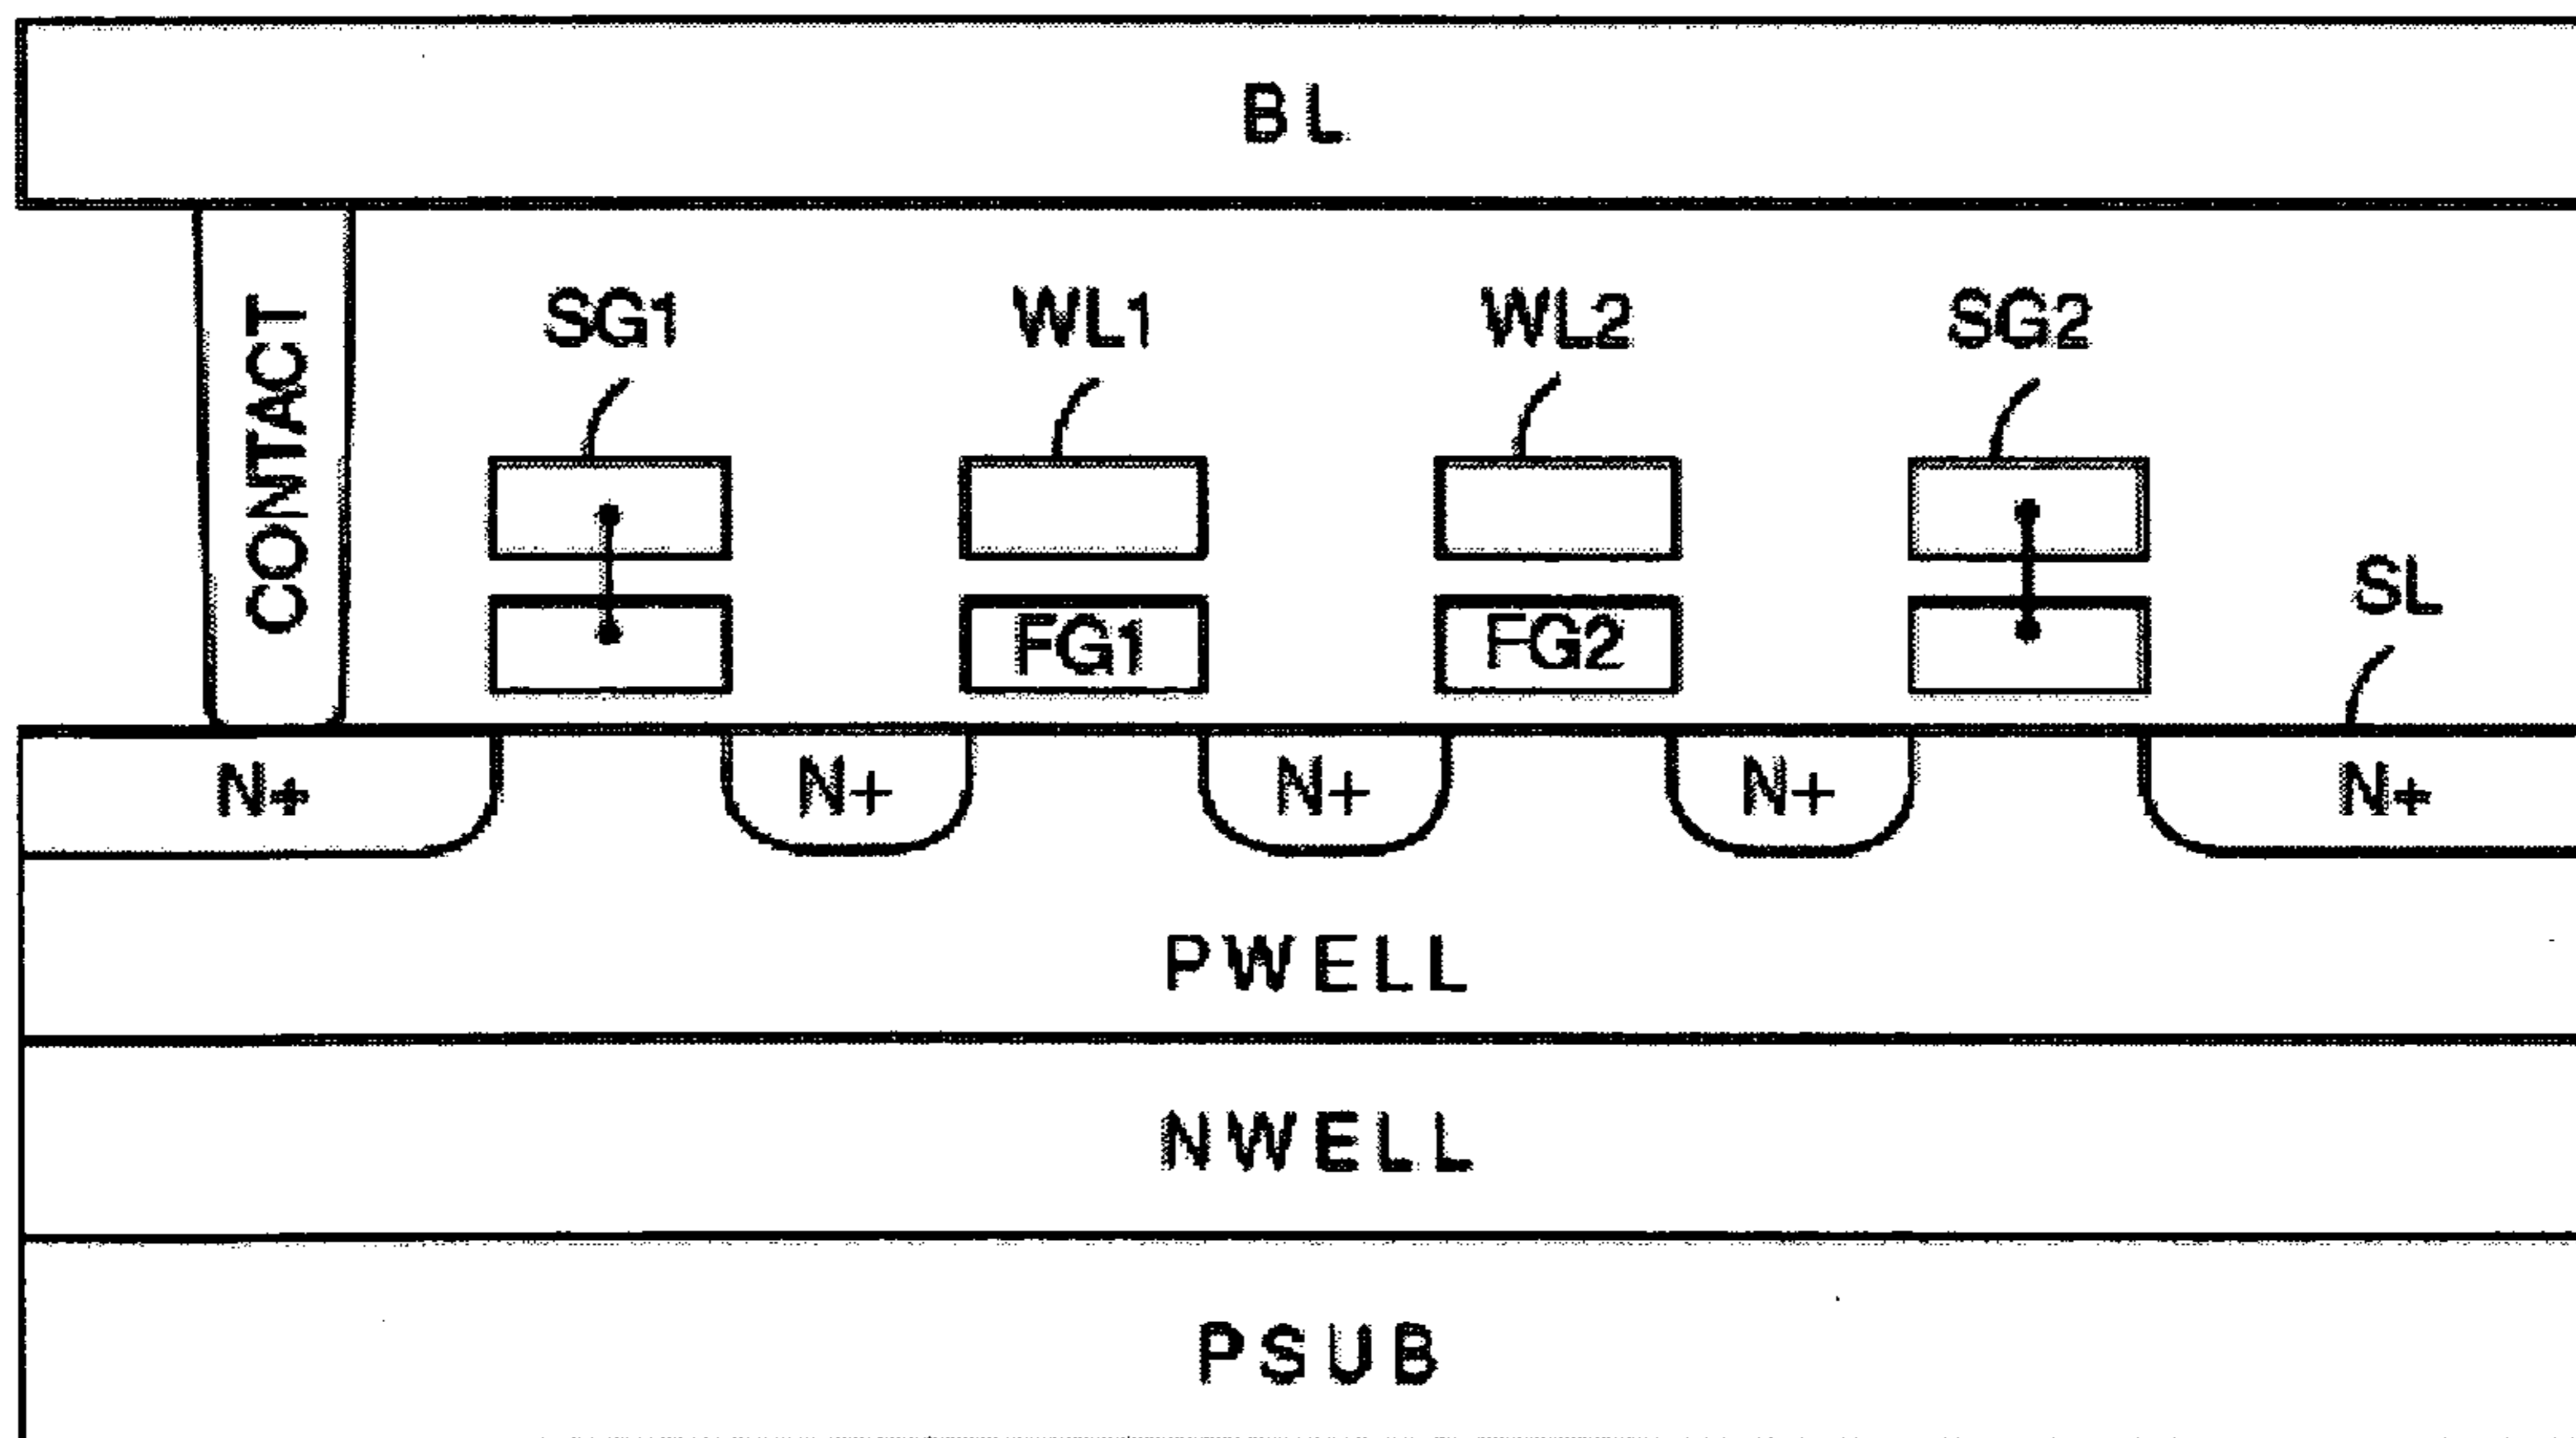 BL
CONTACT
SG1 WL1 WL2 SG2
SL
FG1 FG2
N+ N+ N+ N+ N+
PWELL
NWELL
PSUB